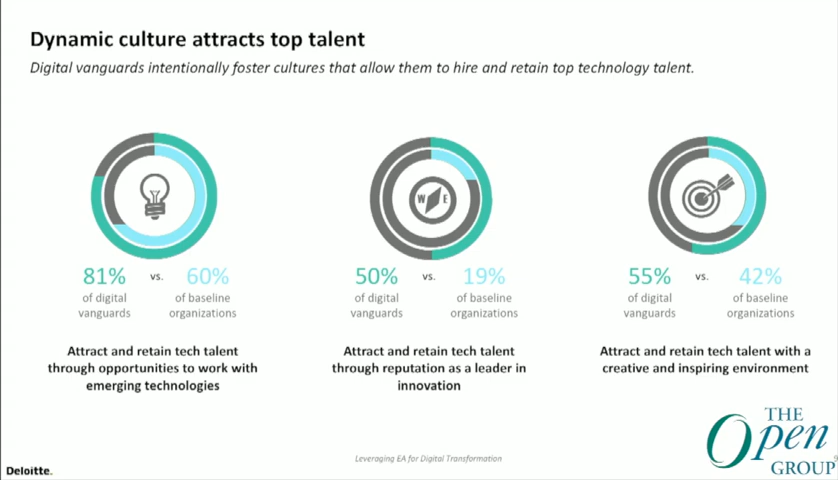 Dynamic culture attracts top talent
Digital vanguards intentionally foster cultures that allow them to hire and retain top technology talent.
W E
81% vs. 60%
of digital vanguards
of baseline organizations
50% vs. 19%
of digital vanguards
of baseline organizations
55% vs. 42%
of digital vanguards
of baseline organizations
Attract and retain tech talent
through opportunities to work with
emerging technologies
Attract and retain tech talent
through reputation as a leader in
innovation
Attract and retain tech talent with a
creative and inspiring environment
THE
Open
GROUP
Leveraging EA for Digital Transformation
9
Deloitte.